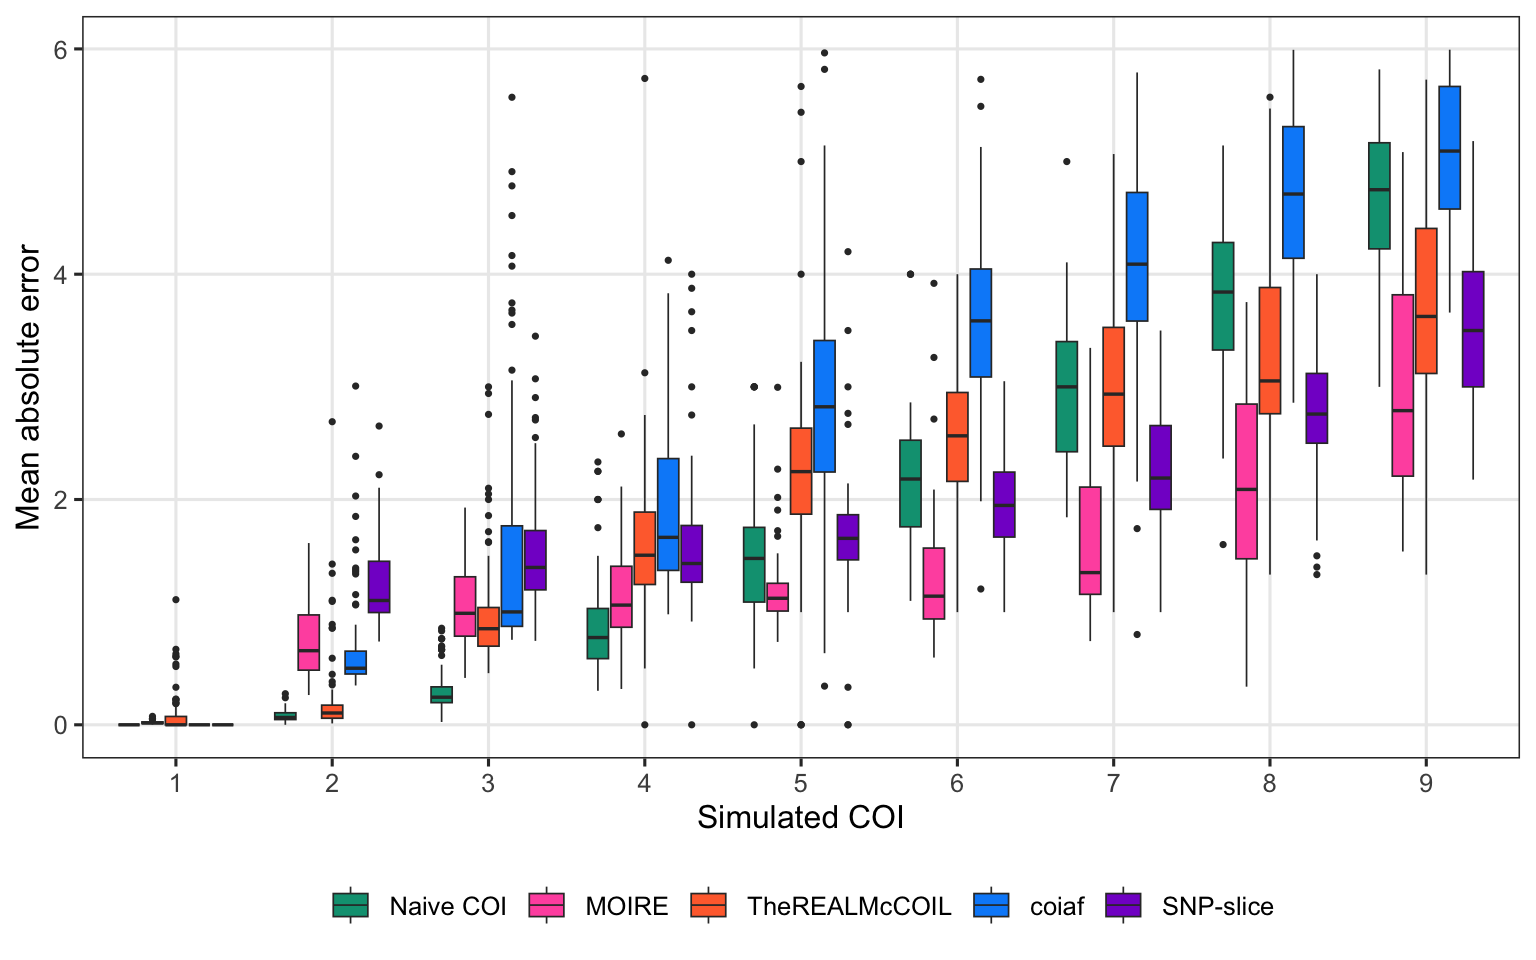 6
4
2
0
Mean absolute error
1 2 3 4 5 6 7 8 9
Simulated COI
Naive COI MOIRE TheREALMcCOIL coiaf SNP-slice